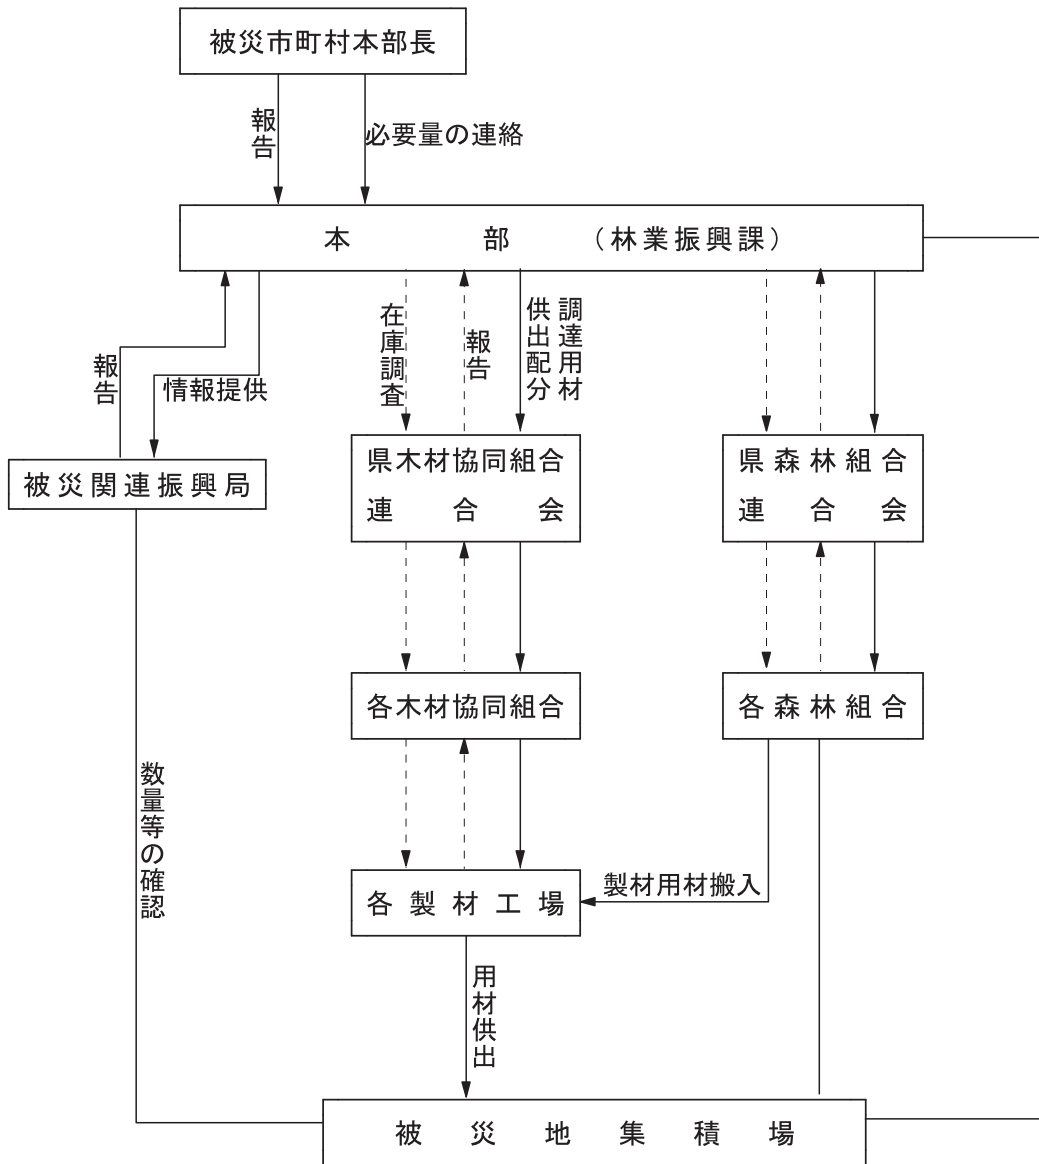 被災市町村本部長
報告
必要量の連絡
本部(林業振興課)
報告
情報提供
在庫調査
報告
調達用材
供出配分
被災関連振興局
県木材協同組合
連合会
県森林組合
連合会
各木材協同組合
各森林組合
数量等の確認
各製材工場
製材用材搬入
用材供出
被災地集積場